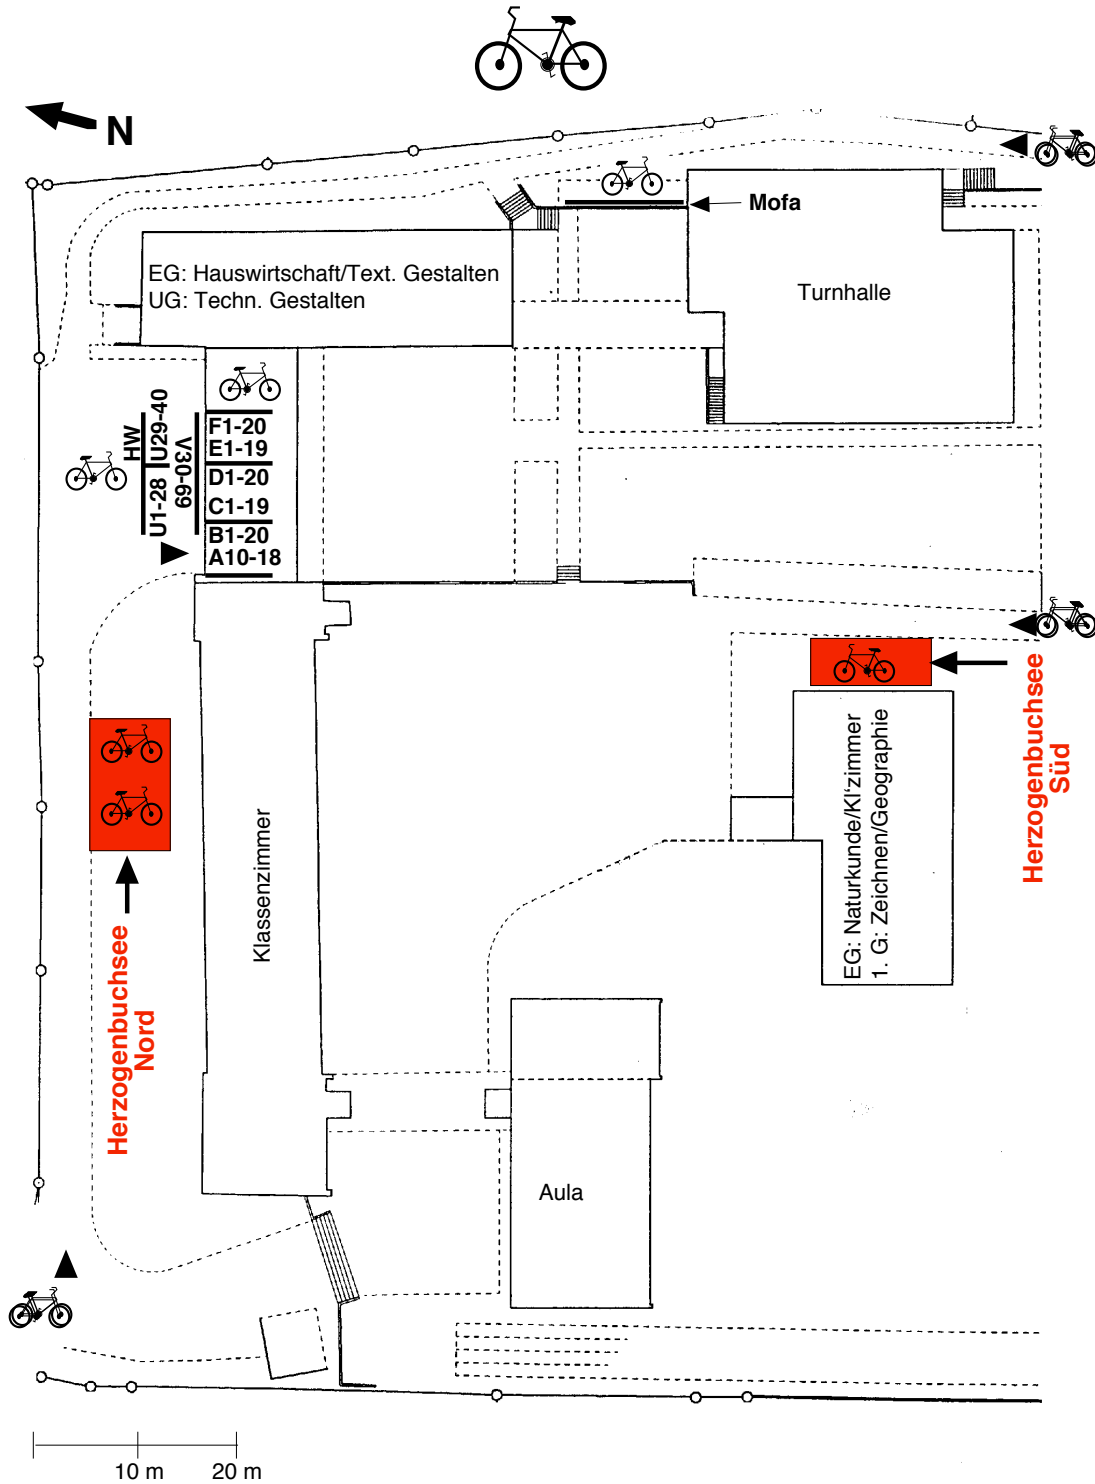 N
Mofa
EG: Hauswirtschaft/Text. Gestalten
UG: Techn. Gestalten
Turnhalle
HW
U1-28
U29-40
V30-69
F1-20
E1-19
D1-20
C1-19
B1-20
A10-18
Herzogenbuchsee
Süd
EG: Naturkunde/Kl'zimmer
1. G: Zeichnen/Geographie
Klassenzimmer
Herzogenbuchsee
Nord
Aula
10 m
20 m